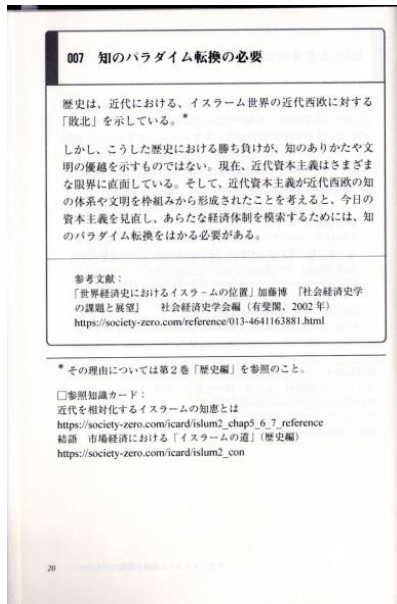 007 知のパラダイム転換の必要
歴史は、近代における、イスラーム世界の近代西欧に対する
「敗北」を示している。*
しかし、こうした歴史における勝ち負けが、知のありかたや文
明の優越を示すものではない。現在、近代資本主義はさまざま
な限界に直面している。そして、近代資本主義が近代西欧の知
の体系や文明を枠組みから形成されたことを考えると、今日の
資本主義を見直し、あらたな経済体制を模索するためには、知
のパラダイム転換をはかる必要がある。
参考文献：
「世界経済史におけるイスラ－ムの位置」加藤博 『社会経済史学
の課題と展望』 社会経済史学会編（有斐閣、2002 年）
https://society-zero.com/reference/013-4641163881.html
* その理由については第２巻「歴史編」を参照のこと。
□参照知識カード：
近代を相対化するイスラームの知恵とは
https://society-zero.com/icard/islum2_chap5_6_7_reference
結語 市場経済における「イスラームの道」（歴史編）
https://society-zero.com/icard/islum2_con
20